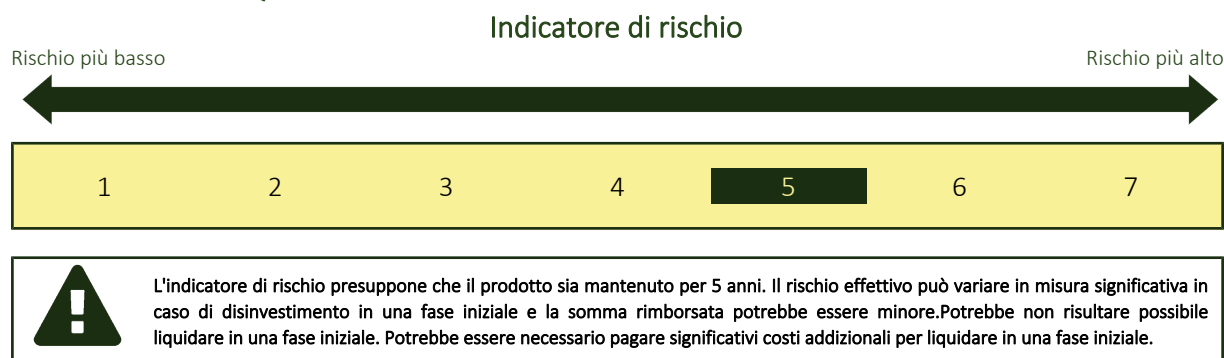 Indicatore di rischio
Rischio più basso
Rischio più alto
1 2 3 4 5 6 7
L'indicatore di rischio presuppone che il prodotto sia mantenuto per 5 anni. Il rischio effettivo può variare in misura significativa in
caso di disinvestimento in una fase iniziale e la somma rimborsata potrebbe essere minore.Potrebbe non risultare possibile
liquidare in una fase iniziale. Potrebbe essere necessario pagare significativi costi addizionali per liquidare in una fase iniziale.